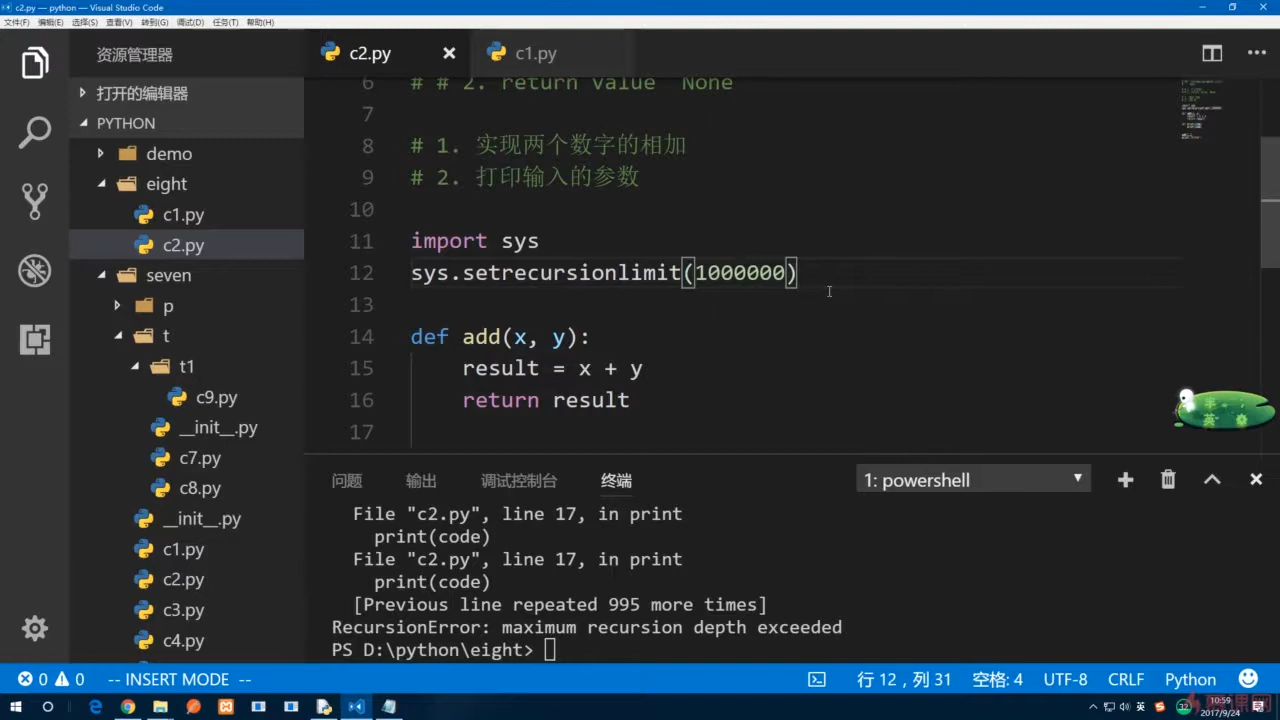 c2.py — python — Visual Studio Code
文件(F) 编辑(E) 选择(S) 查看(V) 转到(G) 调试(D) 任务(T) 帮助(H)
资源管理器
打开的编辑器
PYTHON
demo
eight
c1.py
c2.py
seven
p
t
t1
c9.py
__init__.py
c7.py
c8.py
__init__.py
c1.py
c2.py
c3.py
c4.py
c2.py c1.py
6 # # 2. return value None
7
8 # 1. 实现两个数字的相加
9 # 2. 打印输入的参数
10
11 import sys
12 sys.setrecursionlimit(1000000)
13
14 def add(x, y):
15 result = x + y
16 return result
17
问题 输出 调试控制台 终端 1: powershell
File "c2.py", line 17, in print
print(code)
File "c2.py", line 17, in print
print(code)
[Previous line repeated 995 more times]
RecursionError: maximum recursion depth exceeded
PS D:\python\eight>
0 0 -- INSERT MODE -- 行 12，列 31 空格: 4 UTF-8 CRLF Python
英 32 10:59
2017/9/24